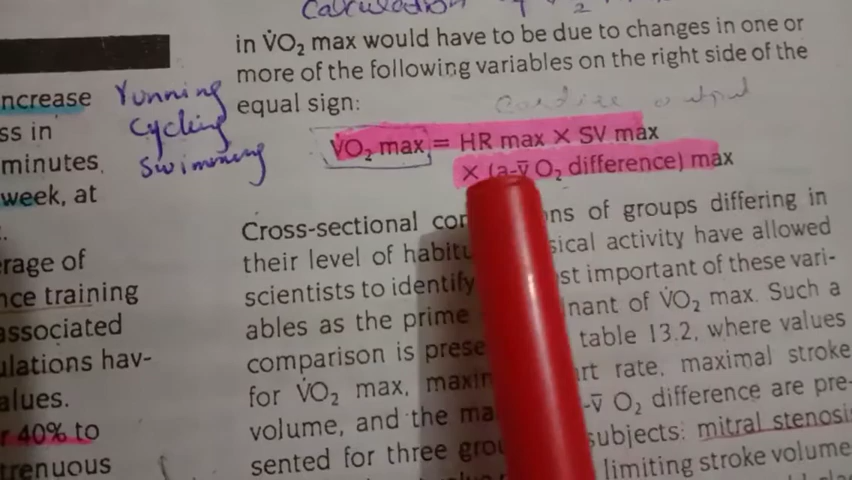 Calculation of
2
in V̇O₂ max would have to be due to changes in one or
more of the following variables on the right side of the
equal sign:
cardiac output
V̇O₂ max = HR max × SV max
× (a-v̄ O₂ difference) max
Cross-sectional ns of groups differing in
their level of sical activity have allowed
scientists to identify st important of these vari-
ables as the prime nant of V̇O₂ max. Such a
comparison is table 13.2, where values
for V̇O₂ max, rt rate, maximal stroke
volume, and the -v̄ O₂ difference are pre-
sented for three subjects: mitral stenosis
limiting stroke volume
ncrease
ss in
minutes,
week, at
rage of
nce training
associated
ulations hav-
alues.
r 40% to
trenuous
running
cycling
swimming